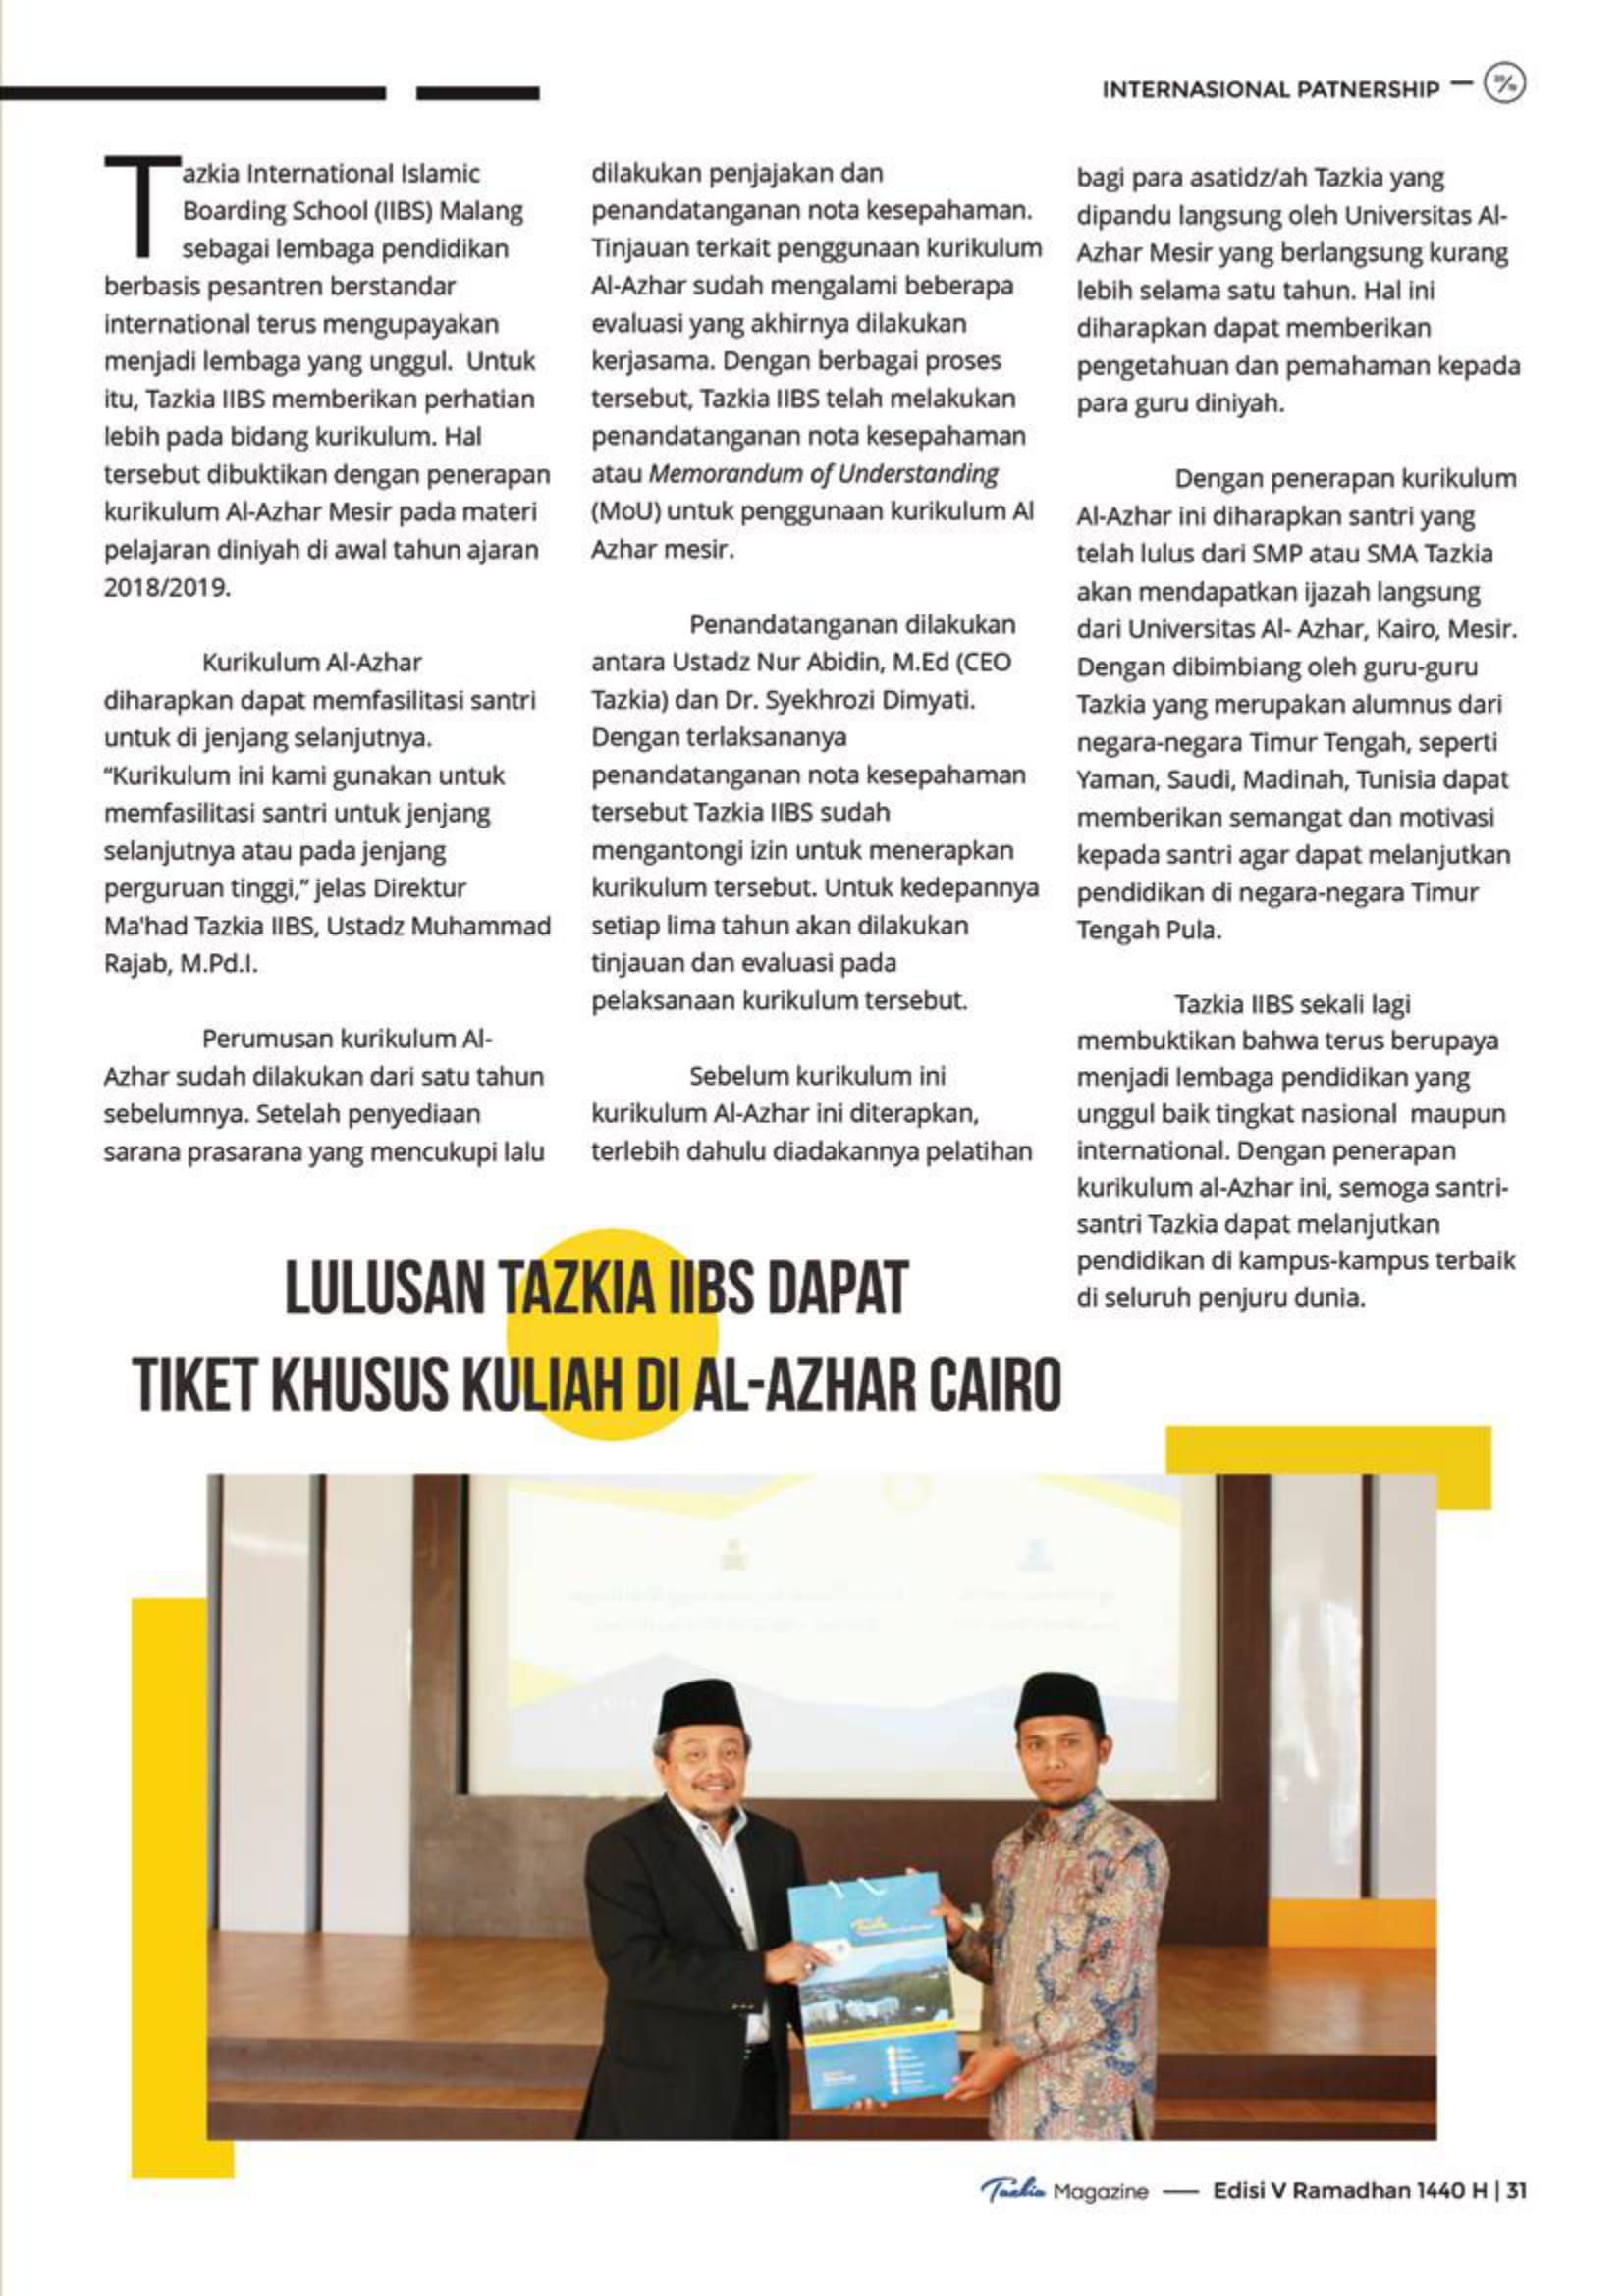 INTERNASIONAL PATNERSHIP
Tazkia International Islamic
Boarding School (IIBS) Malang
sebagai lembaga pendidikan
berbasis pesantren berstandar
international terus mengupayakan
menjadi lembaga yang unggul. Untuk
itu, Tazkia IIBS memberikan perhatian
lebih pada bidang kurikulum. Hal
tersebut dibuktikan dengan penerapan
kurikulum Al-Azhar Mesir pada materi
pelajaran diniyah di awal tahun ajaran
2018/2019.
Kurikulum Al-Azhar
diharapkan dapat memfasilitasi santri
untuk di jenjang selanjutnya.
“Kurikulum ini kami gunakan untuk
memfasilitasi santri untuk jenjang
selanjutnya atau pada jenjang
perguruan tinggi,” jelas Direktur
Ma'had Tazkia IIBS, Ustadz Muhammad
Rajab, M.Pd.I.
Perumusan kurikulum Al-
Azhar sudah dilakukan dari satu tahun
sebelumnya. Setelah penyediaan
sarana prasarana yang mencukupi lalu
dilakukan penjajakan dan
penandatanganan nota kesepahaman.
Tinjauan terkait penggunaan kurikulum
Al-Azhar sudah mengalami beberapa
evaluasi yang akhirnya dilakukan
kerjasama. Dengan berbagai proses
tersebut, Tazkia IIBS telah melakukan
penandatanganan nota kesepahaman
atau Memorandum of Understanding
(MoU) untuk penggunaan kurikulum Al
Azhar mesir.
Penandatanganan dilakukan
antara Ustadz Nur Abidin, M.Ed (CEO
Tazkia) dan Dr. Syekhrozi Dimyati.
Dengan terlaksananya
penandatanganan nota kesepahaman
tersebut Tazkia IIBS sudah
mengantongi izin untuk menerapkan
kurikulum tersebut. Untuk kedepannya
setiap lima tahun akan dilakukan
tinjauan dan evaluasi pada
pelaksanaan kurikulum tersebut.
Sebelum kurikulum ini
kurikulum Al-Azhar ini diterapkan,
terlebih dahulu diadakannya pelatihan
bagi para asatidz/ah Tazkia yang
dipandu langsung oleh Universitas Al-
Azhar Mesir yang berlangsung kurang
lebih selama satu tahun. Hal ini
diharapkan dapat memberikan
pengetahuan dan pemahaman kepada
para guru diniyah.
Dengan penerapan kurikulum
Al-Azhar ini diharapkan santri yang
telah lulus dari SMP atau SMA Tazkia
akan mendapatkan ijazah langsung
dari Universitas Al- Azhar, Kairo, Mesir.
Dengan dibimbiang oleh guru-guru
Tazkia yang merupakan alumnus dari
negara-negara Timur Tengah, seperti
Yaman, Saudi, Madinah, Tunisia dapat
memberikan semangat dan motivasi
kepada santri agar dapat melanjutkan
pendidikan di negara-negara Timur
Tengah Pula.
Tazkia IIBS sekali lagi
membuktikan bahwa terus berupaya
menjadi lembaga pendidikan yang
unggul baik tingkat nasional maupun
international. Dengan penerapan
kurikulum al-Azhar ini, semoga santri-
santri Tazkia dapat melanjutkan
pendidikan di kampus-kampus terbaik
di seluruh penjuru dunia.
LULUSAN TAZKIA IIBS DAPAT
TIKET KHUSUS KULIAH DI AL-AZHAR CAIRO
Tazkia Magazine — Edisi V Ramadhan 1440 H | 31